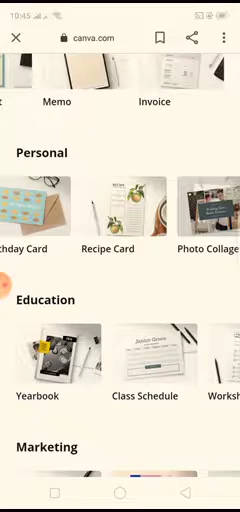 10:45
canva.com
t
Memo
Invoice
Personal
thday Card
Recipe Card
Photo Collage
Education
Yearbook
Class Schedule
Worksh
Marketing